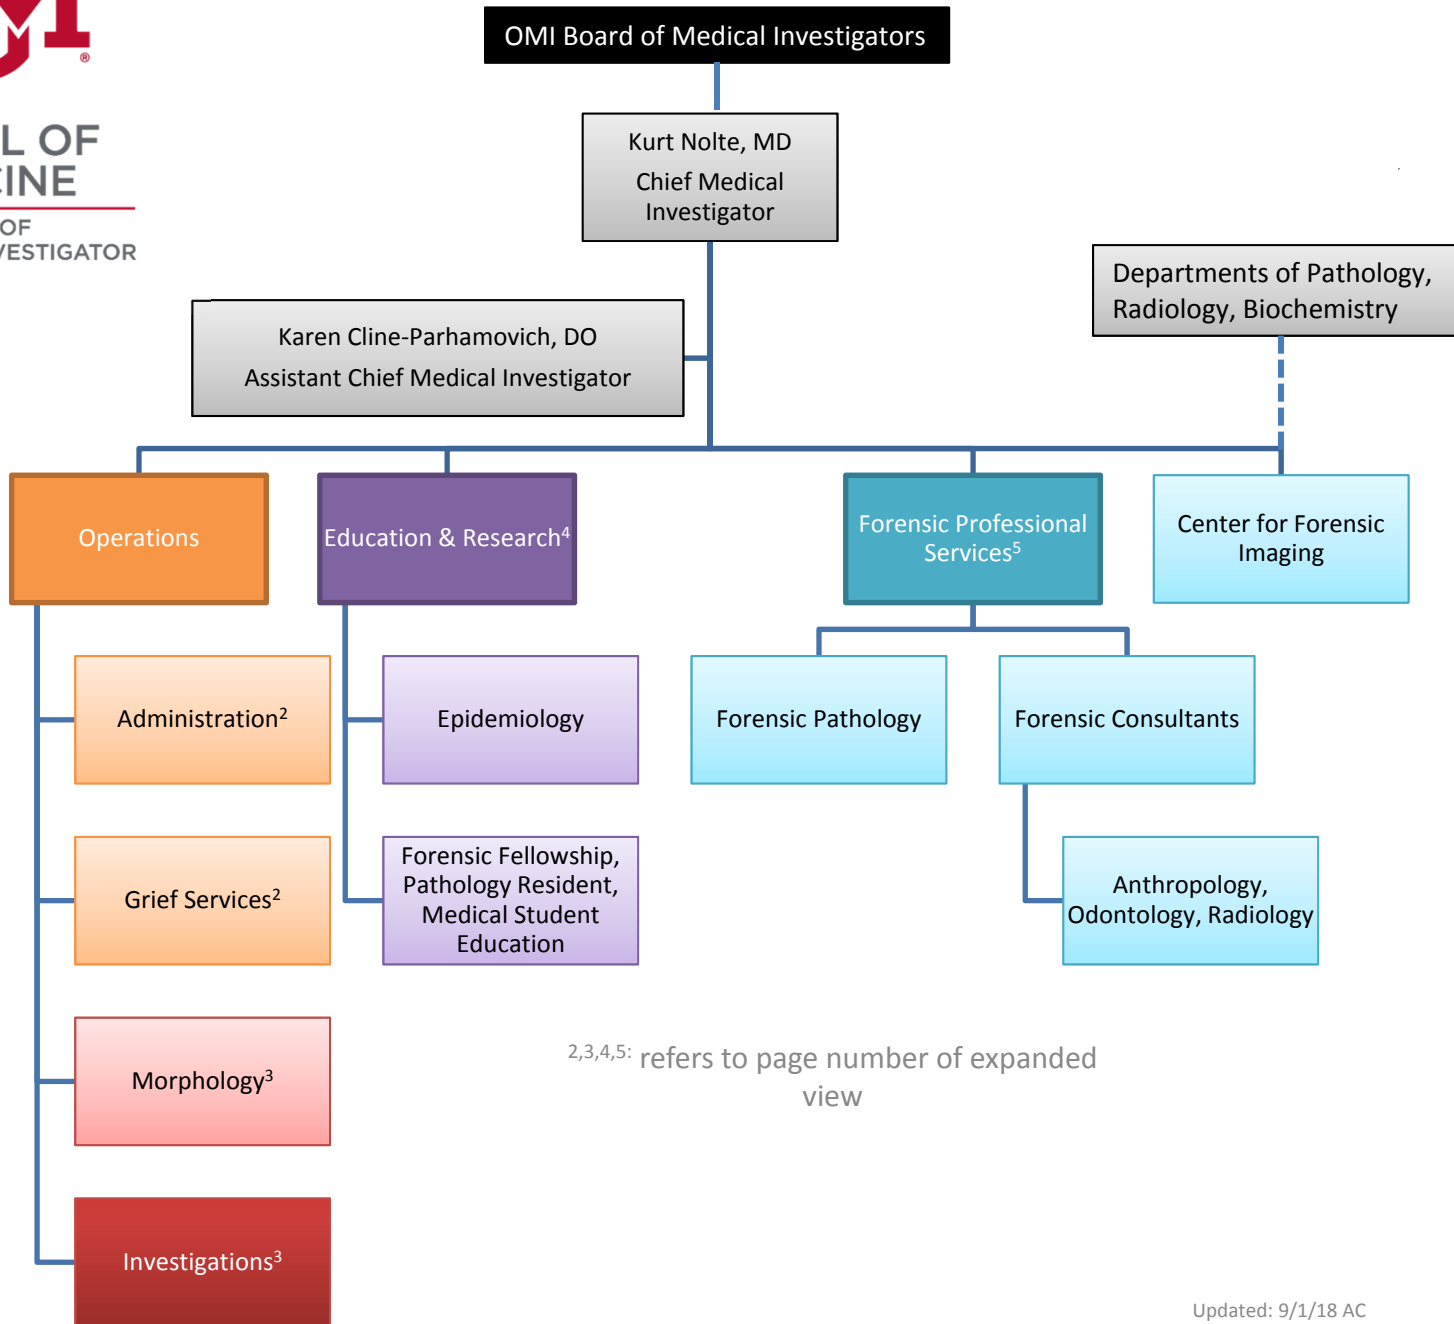 OMI Board of Medical Investigators
L OF
CINE
OF
VESTIGATOR
®
Kurt Nolte, MD
Chief Medical
Investigator
Departments of Pathology,
Radiology, Biochemistry
Karen Cline-Parhamovich, DO
Assistant Chief Medical Investigator
Operations
Education & Research⁴
Forensic Professional
Services⁵
Center for Forensic
Imaging
Administration²
Epidemiology
Forensic Pathology
Forensic Consultants
Grief Services²
Forensic Fellowship,
Pathology Resident,
Medical Student
Education
Anthropology,
Odontology, Radiology
Morphology³
2,3,4,5: refers to page number of expanded
view
Investigations³
Updated: 9/1/18 AC